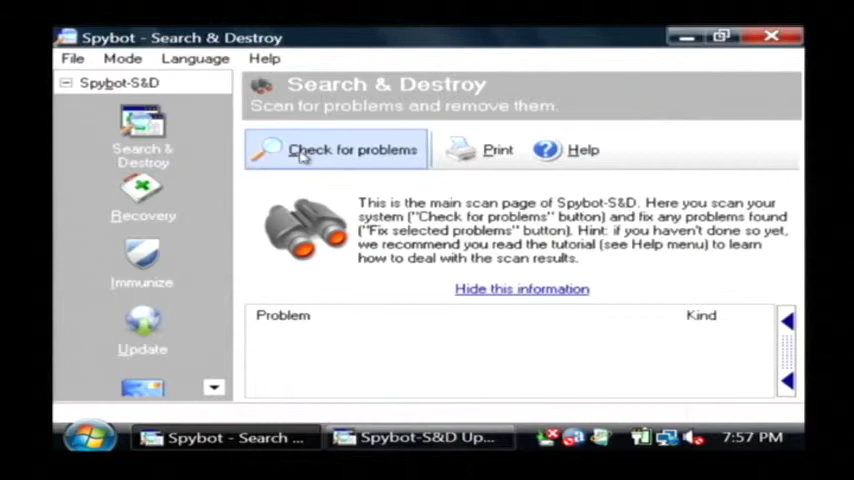 Spybot - Search & Destroy
File Mode Language Help
Spybot-S&D
Search & Destroy
Scan for problems and remove them.
Search &
Destroy
Recovery
Immunize
Update
Check for problems
Print
Help
This is the main scan page of Spybot-S&D. Here you scan your
system ("Check for problems" button) and fix any problems found
("Fix selected problems" button). Hint: if you haven't done so yet,
we recommend you read the tutorial (see Help menu) to learn
how to deal with the scan results.
Hide this information
Problem Kind
Spybot - Search ...
Spybot-S&D Up...
7:57 PM